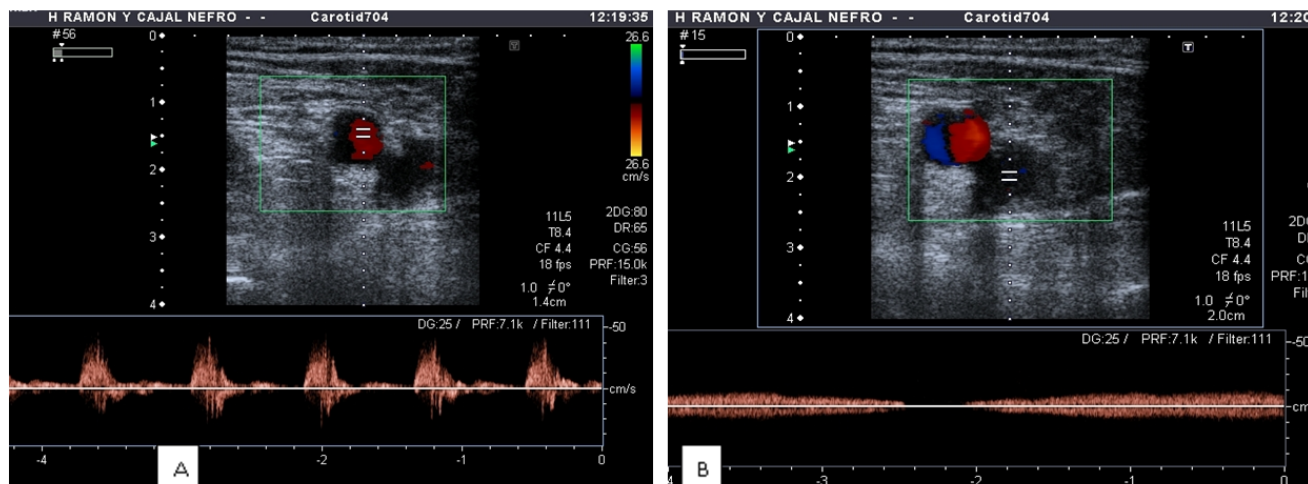 H RAMON Y CAJAL NEFRO - - Carotid704 12:19:35
#56
26.6
0
1
2
3
4
26.6
cm/s
11L5
T8.4
CF 4.4
18 fps
1.0 ≠0°
1.4cm
2DG:80
DR:65
CG:56
PRF:15.0k
Filter:3
DG:25 / PRF:7.1k / Filter:111
-50
cm/s
-4 -2 -1 0
A
H RAMON Y CAJAL NEFRO - - Carotid704 12:20
#15
T
0
1
2
3
4
11L5
T8.4
CF 4.4
18 fps
1.0 ≠0°
2.0cm
DG:25 / PRF:7.1k / Filter:111
-50
cm
-3 -2 -1 0
B